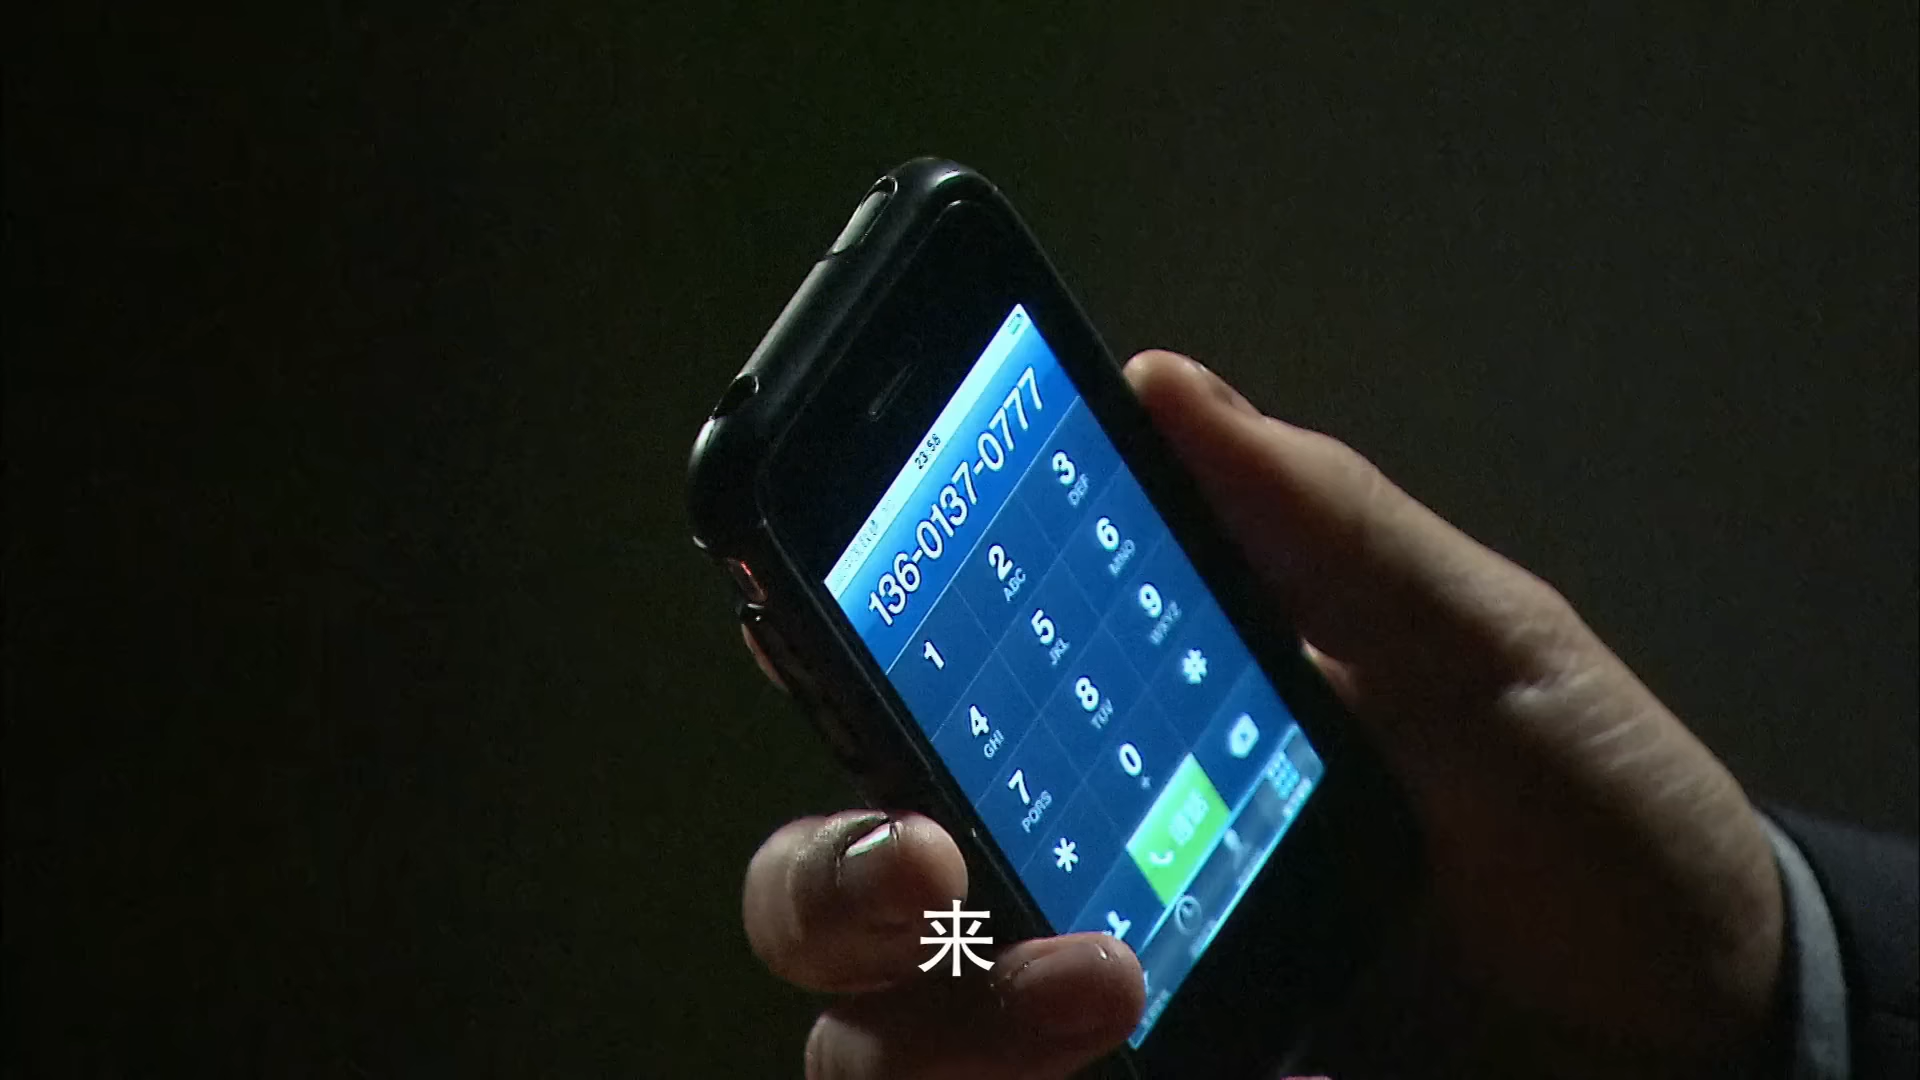 23:58
136-0137-0777
1
2
ABC
3
DEF
4
GHI
5
JKL
6
MNO
7
PQRS
8
TUV
9
WXYZ
*
0
+
#
来